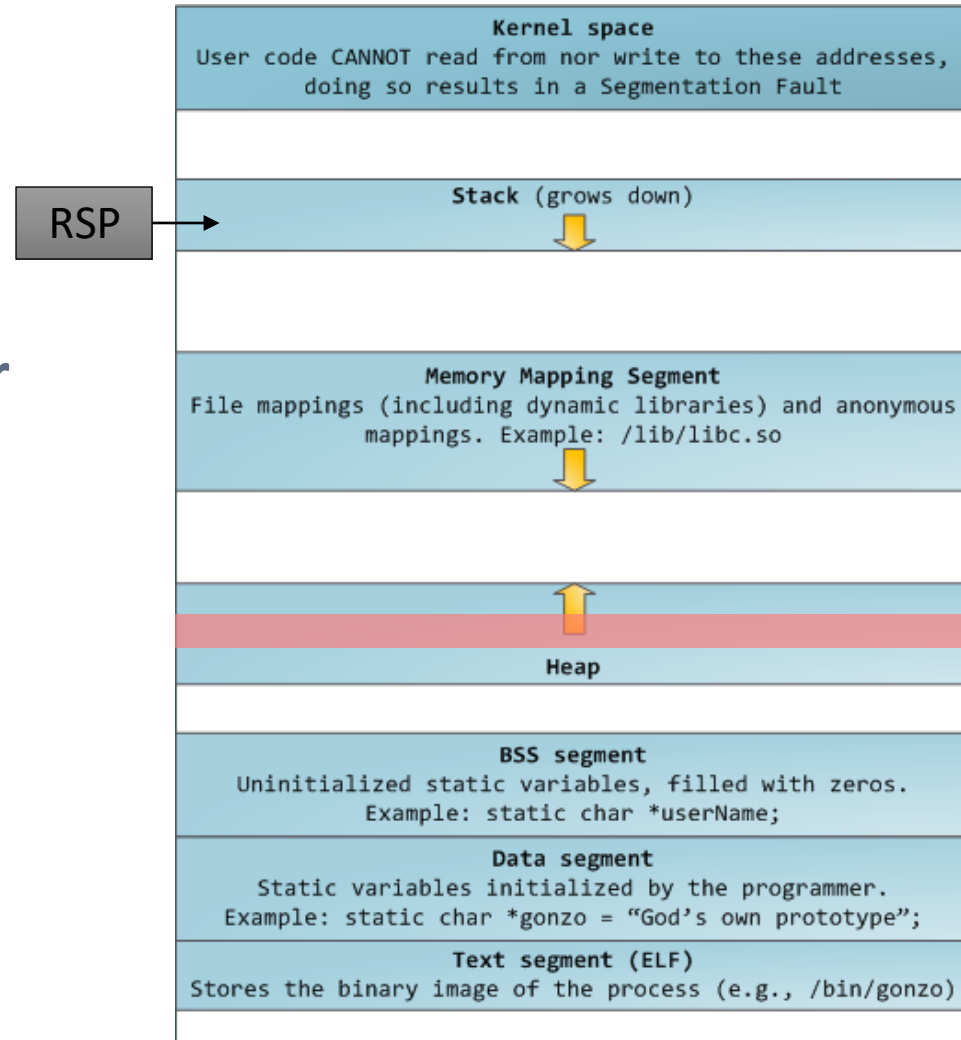 Kernel space
User code CANNOT read from nor write to these addresses,
doing so results in a Segmentation Fault
RSP
Stack (grows down)
r
Memory Mapping Segment
File mappings (including dynamic libraries) and anonymous
mappings. Example: /lib/libc.so
Heap
BSS segment
Uninitialized static variables, filled with zeros.
Example: static char *userName;
Data segment
Static variables initialized by the programmer.
Example: static char *gonzo = “God’s own prototype”;
Text segment (ELF)
Stores the binary image of the process (e.g., /bin/gonzo)